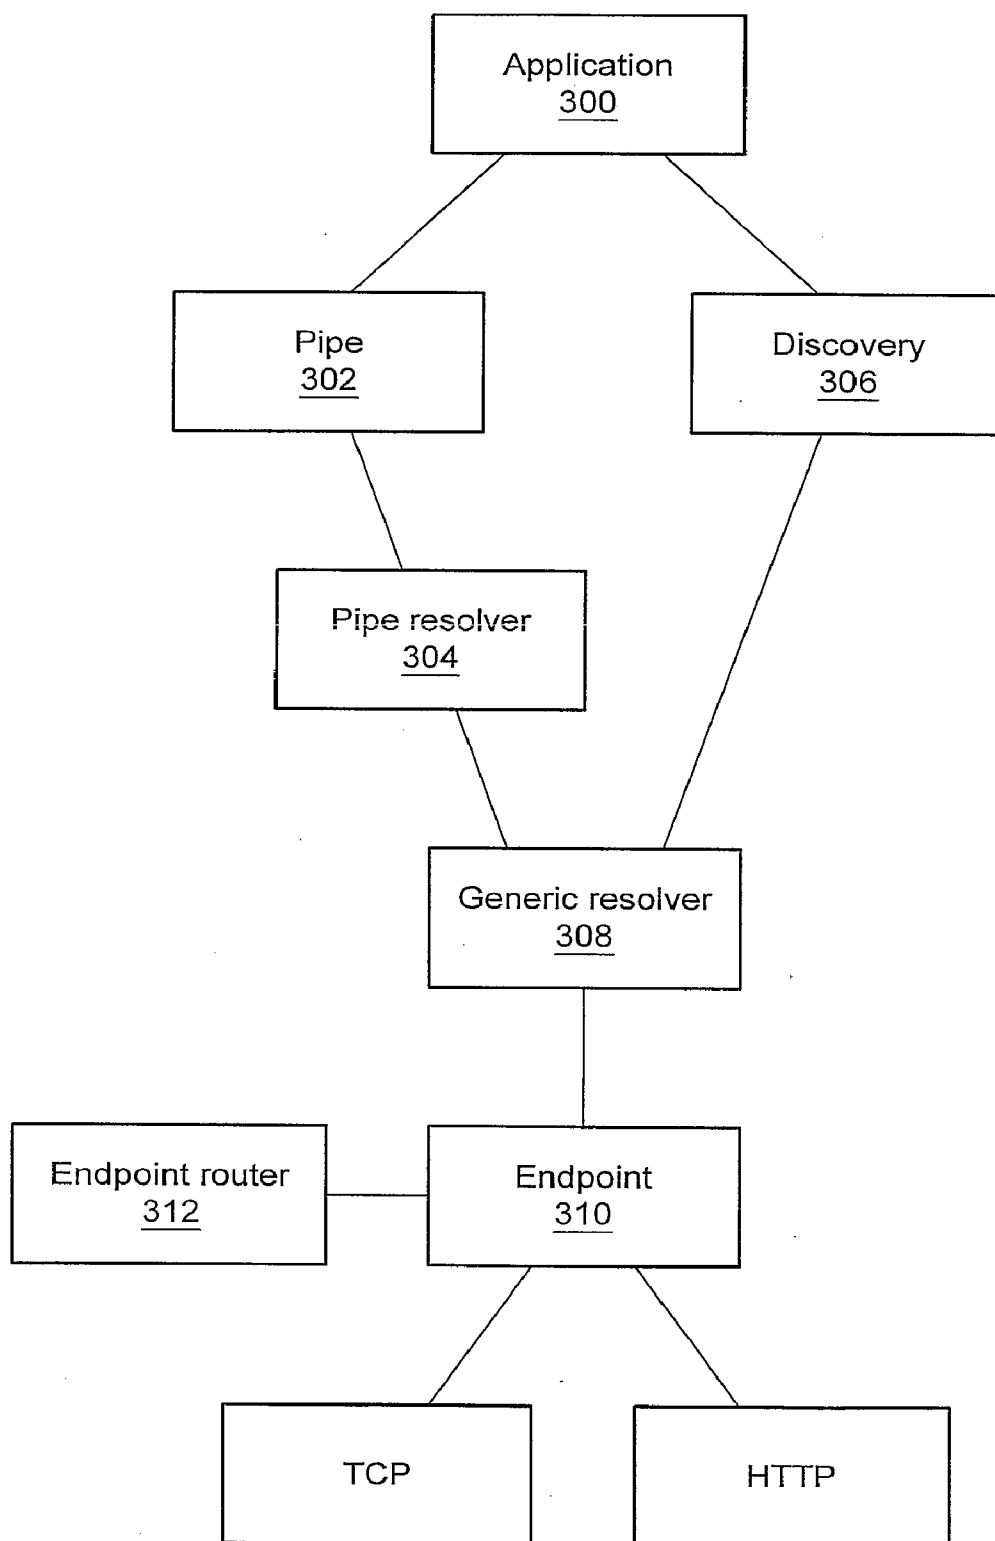 Application
300
Pipe
302
Discovery
306
Pipe resolver
304
Generic resolver
308
Endpoint router
312
Endpoint
310
TCP
HTTP